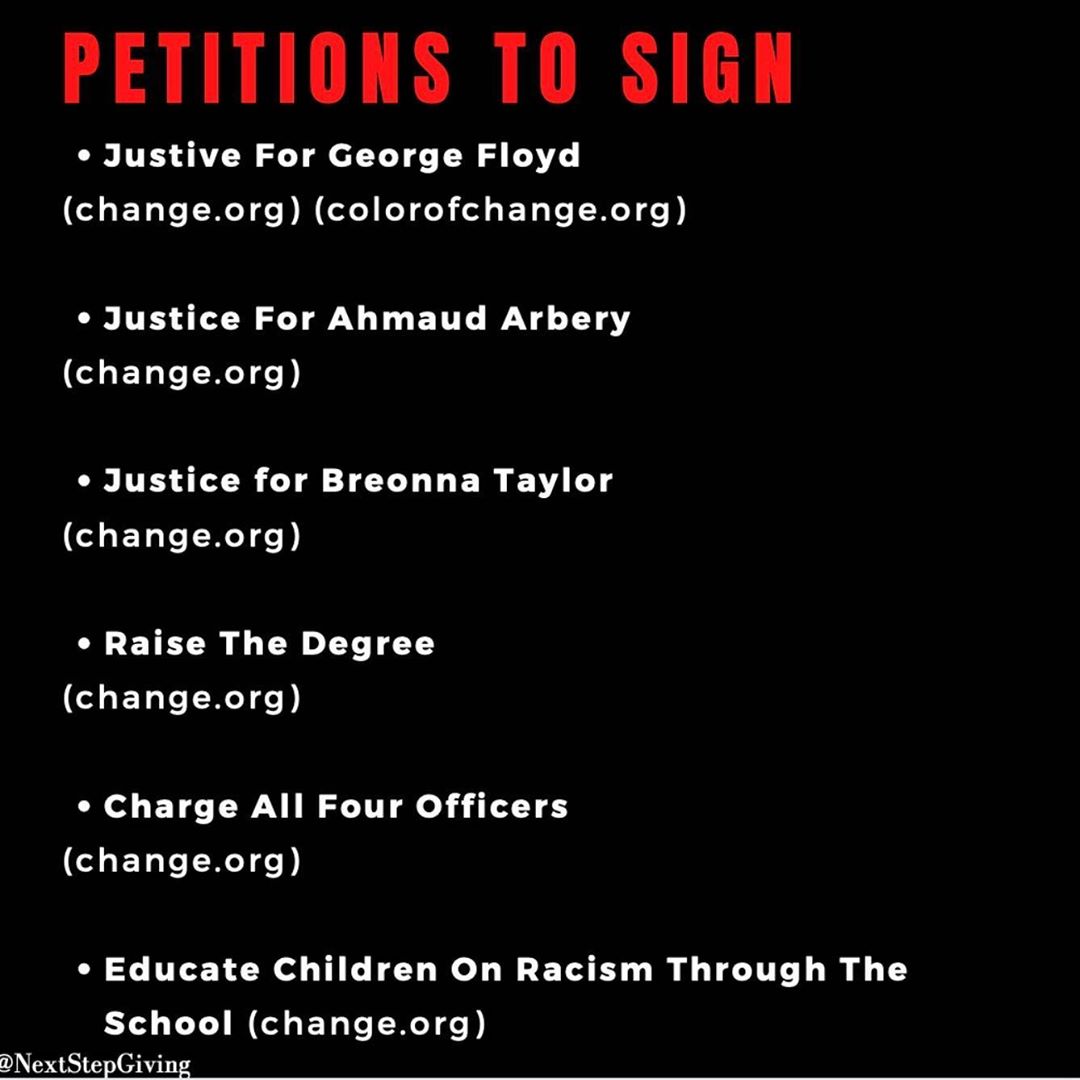 PETITIONS TO SIGN
• Justive For George Floyd
(change.org) (colorofchange.org)
• Justice For Ahmaud Arbery
(change.org)
• Justice for Breonna Taylor
(change.org)
• Raise The Degree
(change.org)
• Charge All Four Officers
(change.org)
• Educate Children On Racism Through The
School (change.org)
@NextStepGiving